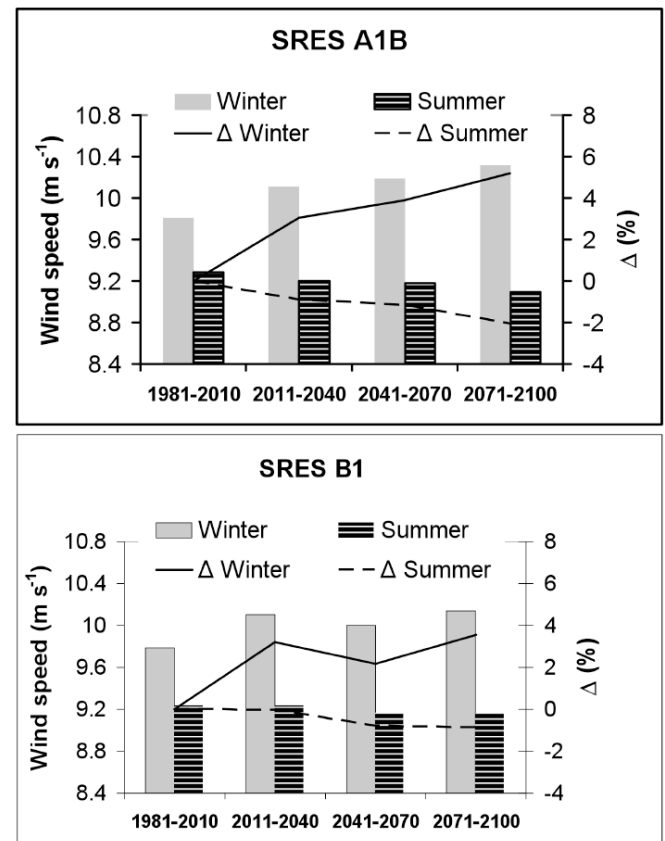 SRES A1B
Winter Summer
Δ Winter Δ Summer
Wind speed (m s⁻¹)
10.8
10.4
10
9.6
9.2
8.8
8.4
8
6
4
2
0
-2
-4
Δ (%)
1981-2010 2011-2040 2041-2070 2071-2100
SRES B1
Winter Summer
Δ Winter Δ Summer
Wind speed (m s⁻¹)
10.8
10.4
10
9.6
9.2
8.8
8.4
8
6
4
2
0
-2
-4
Δ (%)
1981-2010 2011-2040 2041-2070 2071-2100